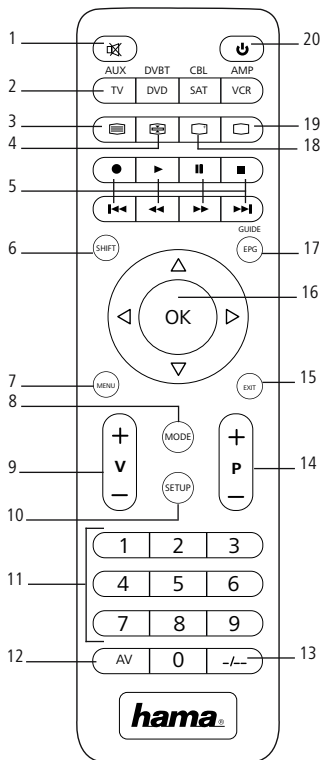 1
20
AUX DVBT CBL AMP
2 TV DVD SAT VCR
3
19
4
18
5
GUIDE
6 SHIFT
EPG 17
16
OK
7 MENU
EXIT 15
8
MODE
+ +
9 V
P 14
– –
10 SETUP
11
1 2 3
4 5 6
7 8 9
12 AV 0 -/-- 13
hama®